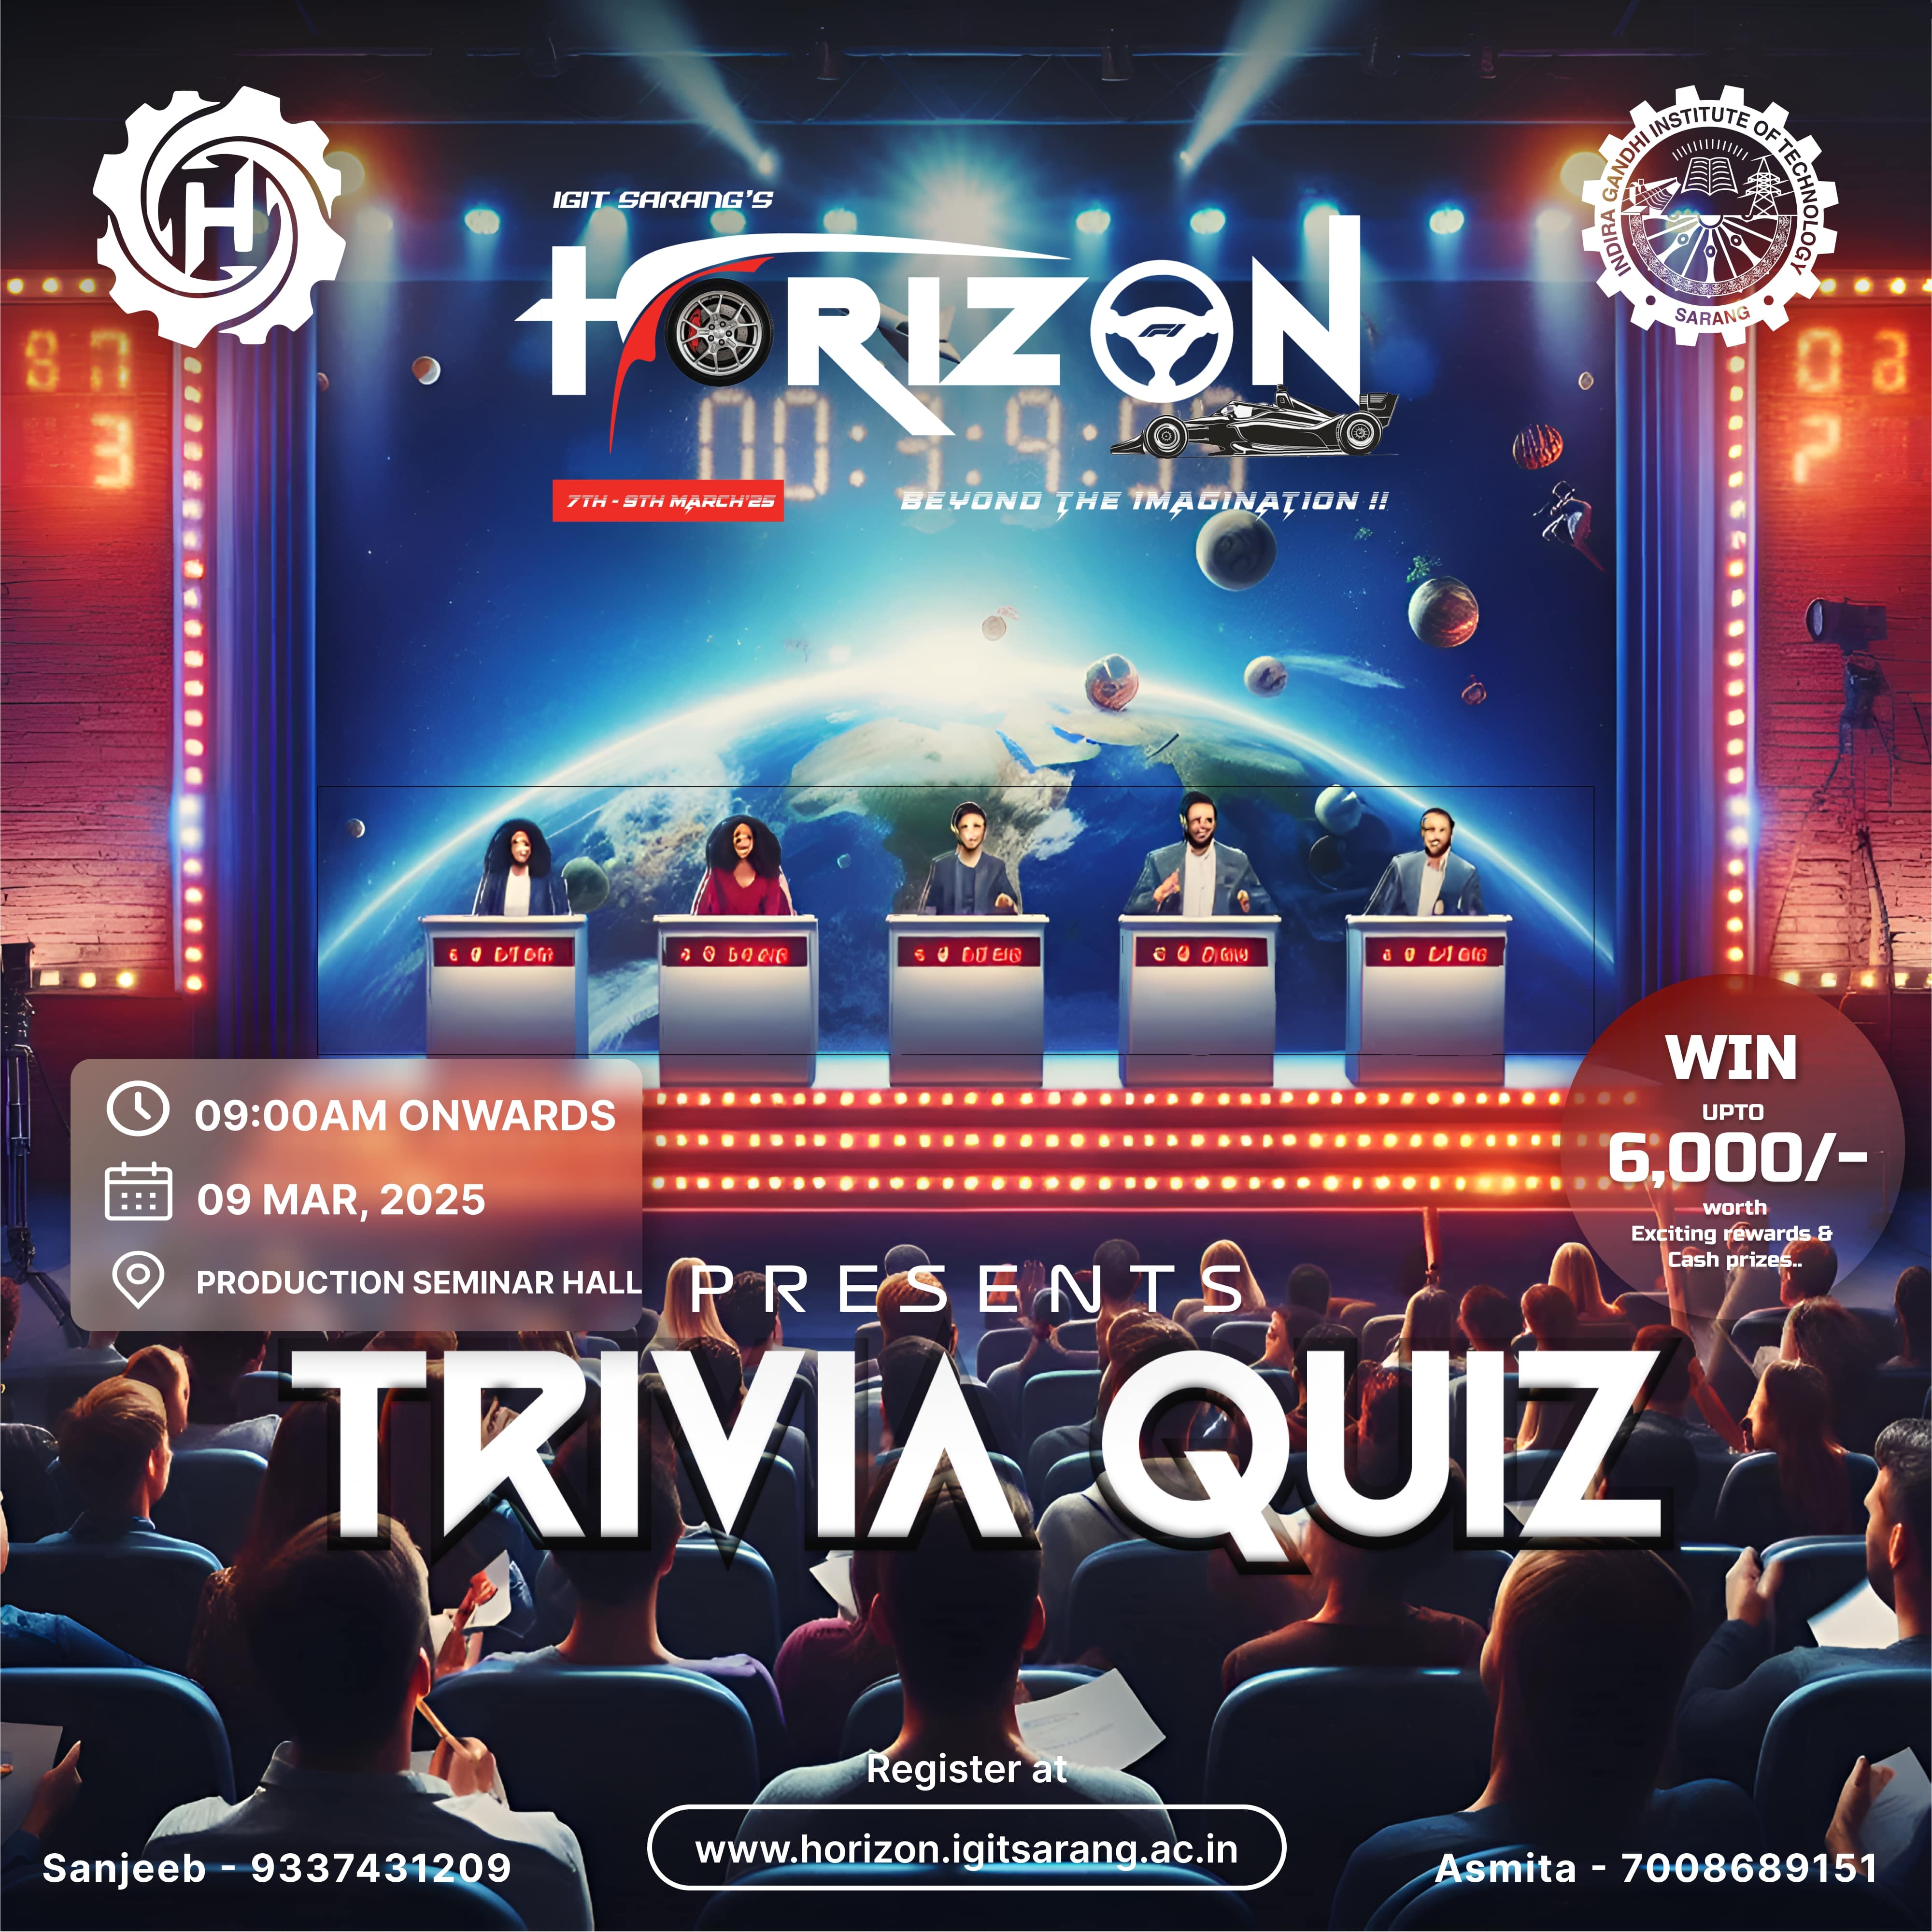 H
INDIRA GANDHI INSTITUTE OF TECHNOLOGY
SARANG
IGIT SARANG'S
HORIZON
7TH - 9TH MARCH'25
BEYOND THE IMAGINATION !!
09:00AM ONWARDS
09 MAR, 2025
PRODUCTION SEMINAR HALL
WIN
UPTO
6,000/-
worth
Exciting rewards &
Cash prizes..
PRESENTS
TRIVIA QUIZ
Register at
www.horizon.igitsarang.ac.in
Sanjeeb - 9337431209
Asmita - 7008689151